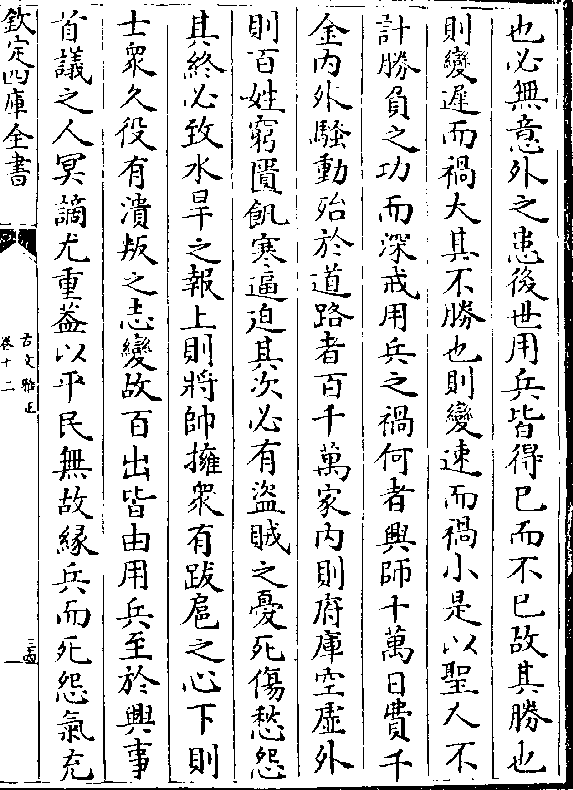 也必無意外之患後世用兵皆得已而不已故其勝也
則變遲而禍大其不勝也則變速而禍小是以聖人不
計勝負之功而深戒用兵之禍何者興師十萬日費千
金内外騷動殆於道路者百千萬家内則府庫空虛外
則百姓窮匱飢寒逼迫其次必有盜賊之憂死傷愁怨
其終必致水旱之報上則將帥擁衆有跋扈之心下則
士衆久役有潰叛之志變故百出皆由用兵至於興事
首議之人冥謫尤重葢以平民無故縁兵而死怨氣充
欽定四庫全書
古文雅正
卷十二